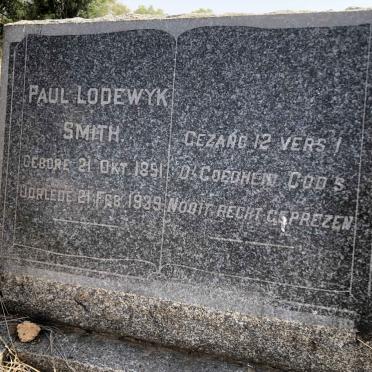 PAUL LODEWYK
SMITH
GEBORE 21 OKT. 1891
OORLEDE 21 FEB. 1939
GEZANG 12 VERS 1
D'GOEDHEID GODS
NOOIT RECHT GEPREZEN